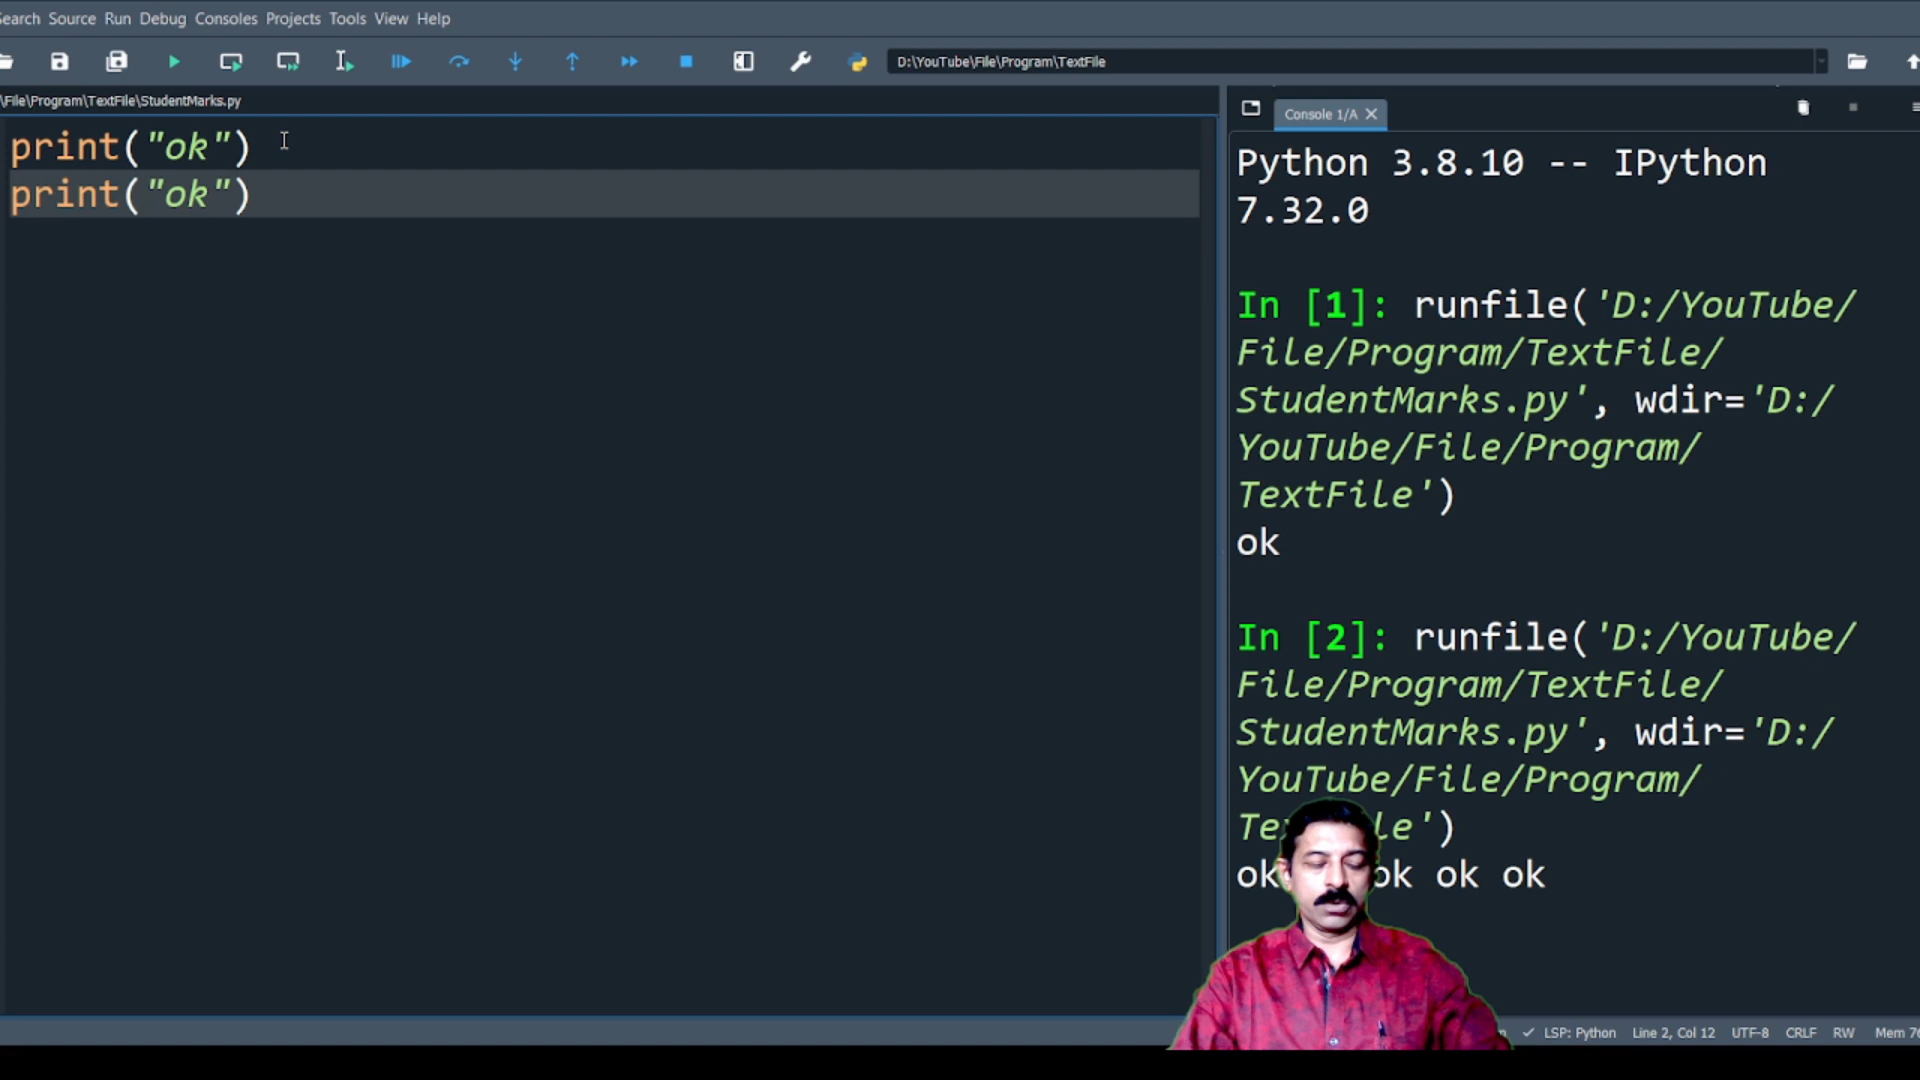 Search Source Run Debug Consoles Projects Tools View Help
D:\YouTube\File\Program\TextFile
\File\Program\TextFile\StudentMarks.py
print("ok")
print("ok")
Console 1/A
Python 3.8.10 -- IPython
7.32.0
In [1]: runfile('D:/YouTube/
File/Program/TextFile/
StudentMarks.py', wdir='D:/
YouTube/File/Program/
TextFile')
ok
In [2]: runfile('D:/YouTube/
File/Program/TextFile/
StudentMarks.py', wdir='D:/
YouTube/File/Program/
Te le')
ok ok ok ok
LSP: Python Line 2, Col 12 UTF-8 CRLF RW Mem 76